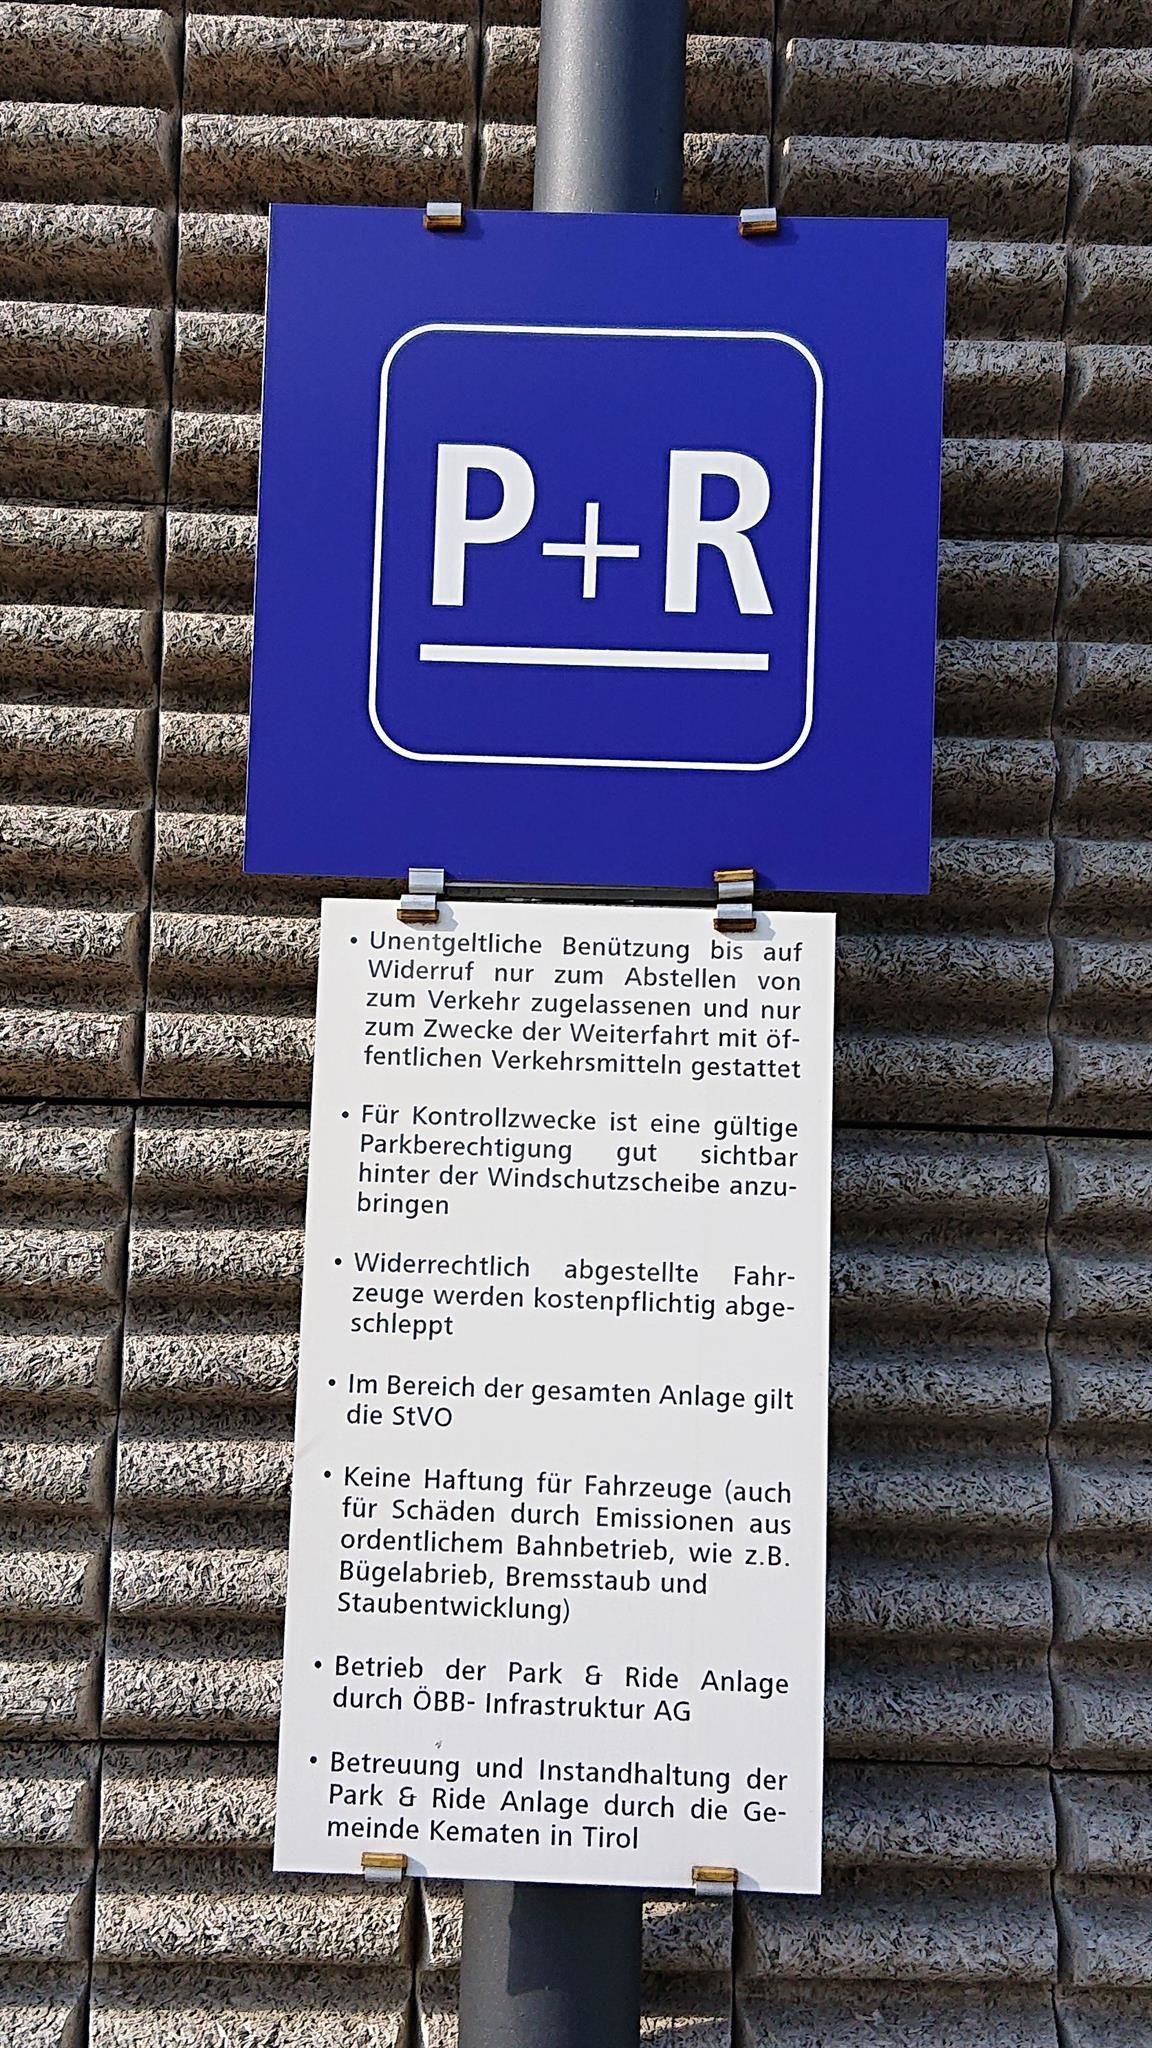 P+R
• Unentgeltliche Benützung bis auf
Widerruf nur zum Abstellen von
zum Verkehr zugelassenen und nur
zum Zwecke der Weiterfahrt mit öf-
fentlichen Verkehrsmitteln gestattet
• Für Kontrollzwecke ist eine gültige
Parkberechtigung gut sichtbar
hinter der Windschutzscheibe anzu-
bringen
• Widerrechtlich abgestellte Fahr-
zeuge werden kostenpflichtig abge-
schleppt
• Im Bereich der gesamten Anlage gilt
die StVO
• Keine Haftung für Fahrzeuge (auch
für Schäden durch Emissionen aus
ordentlichem Bahnbetrieb, wie z.B.
Bügelabrieb, Bremsstaub und
Staubentwicklung)
• Betrieb der Park & Ride Anlage
durch ÖBB- Infrastruktur AG
• Betreuung und Instandhaltung der
Park & Ride Anlage durch die Ge-
meinde Kematen in Tirol